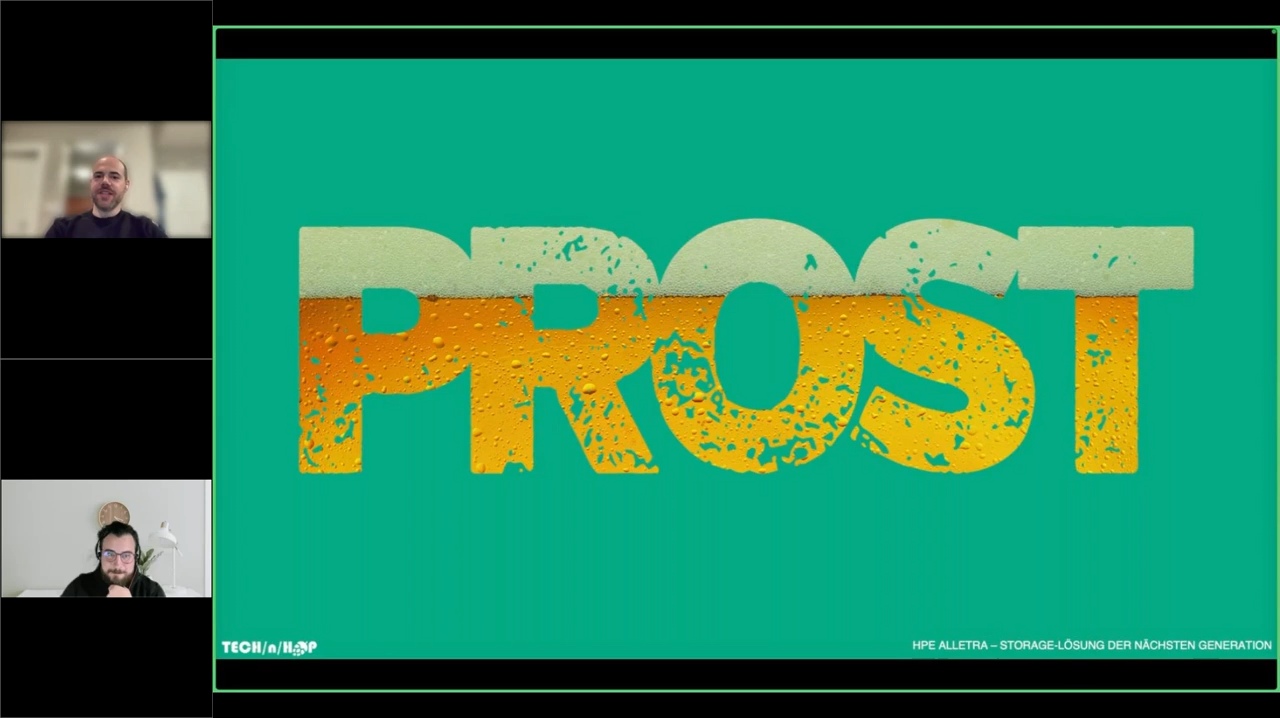 PROST
TECH/n/HOP
HPE ALLETRA – STORAGE-LÖSUNG DER NÄCHSTEN GENERATION